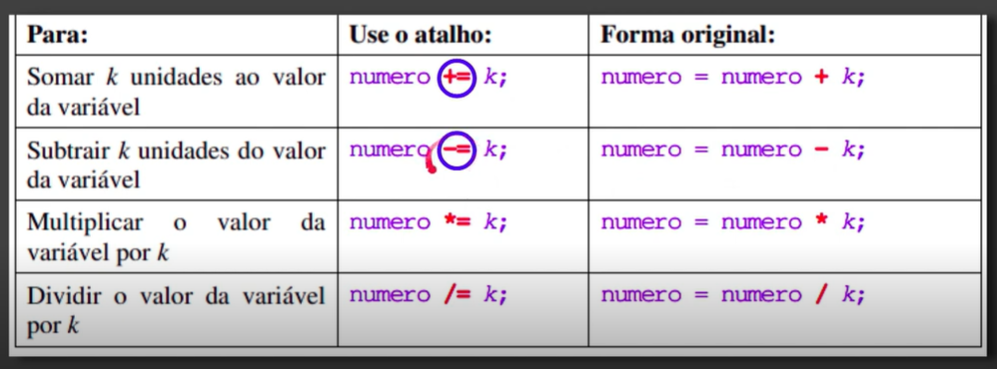 Para: Use o atalho: Forma original:
Somar k unidades ao valor numero += k; numero = numero + k;
da variável
Subtrair k unidades do valor numero -= k; numero = numero - k;
da variável
Multiplicar o valor da numero *= k; numero = numero * k;
variável por k
Dividir o valor da variável numero /= k; numero = numero / k;
por k